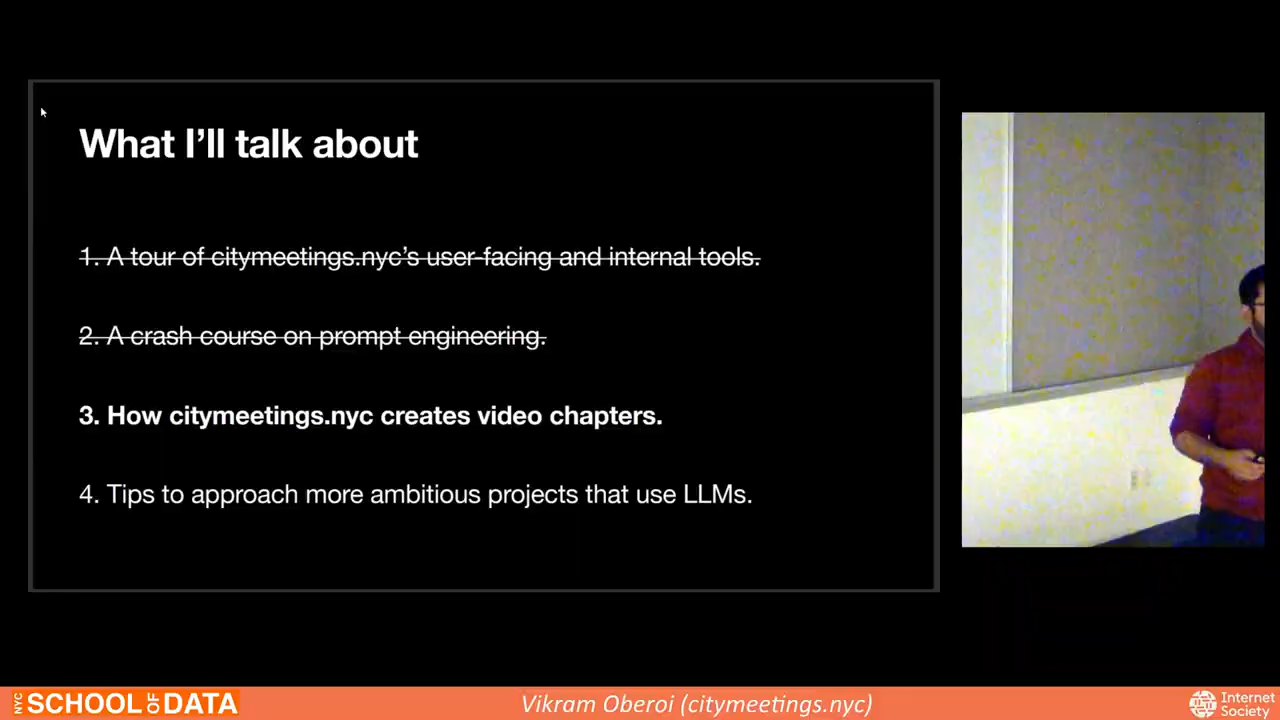 What I'll talk about
1. A tour of citymeetings.nyc's user-facing and internal tools.
2. A crash course on prompt engineering.
3. How citymeetings.nyc creates video chapters.
4. Tips to approach more ambitious projects that use LLMs.
NYC SCHOOL OF DATA
Vikram Oberoi (citymeetings.nyc)
Internet
Society